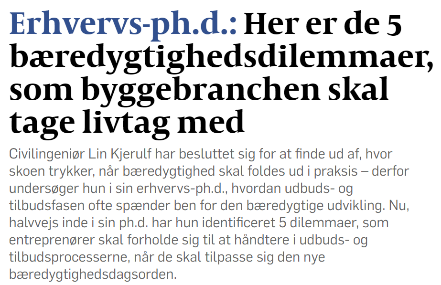 Erhvervs-ph.d.: Her er de 5
bæredygtighedsdilemmaer,
som byggebranchen skal
tage livtag med
Civilingeniør Lin Kjerulf har besluttet sig for at finde ud af, hvor
skoen trykker, når bæredygtighed skal foldes ud i praksis – derfor
undersøger hun i sin erhvervs-ph.d., hvordan udbuds- og
tilbudsfasen ofte spænder ben for den bæredygtige udvikling. Nu,
halvvejs inde i sin ph.d. har hun identificeret 5 dilemmaer, som
entreprenører skal forholde sig til at håndtere i udbuds- og
tilbudsprocesserne, når de skal tilpasse sig den nye
bæredygtighedsdagsorden.